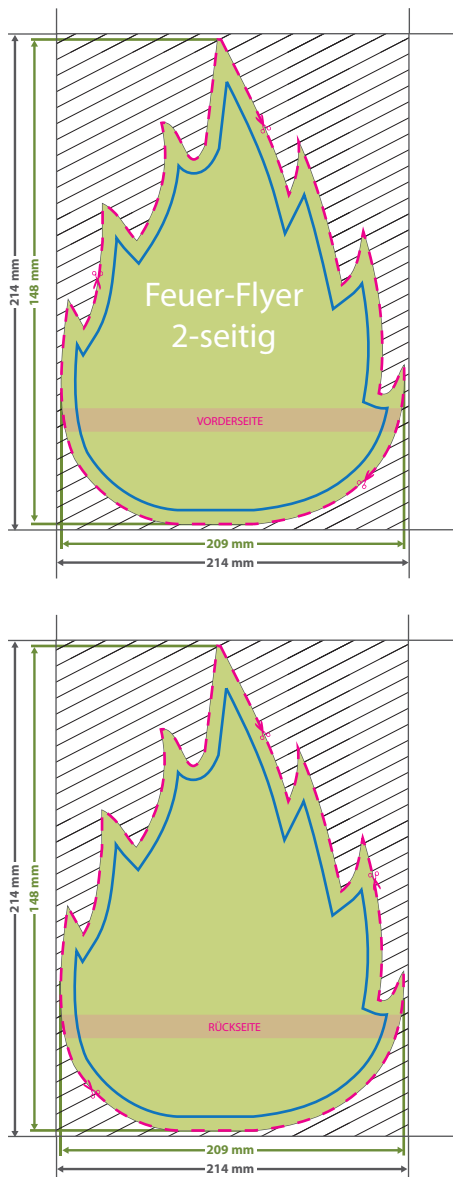 214 mm
148 mm
Feuer-Flyer
2-seitig
VORDERSEITE
209 mm
214 mm
214 mm
148 mm
RÜCKSEITE
209 mm
214 mm